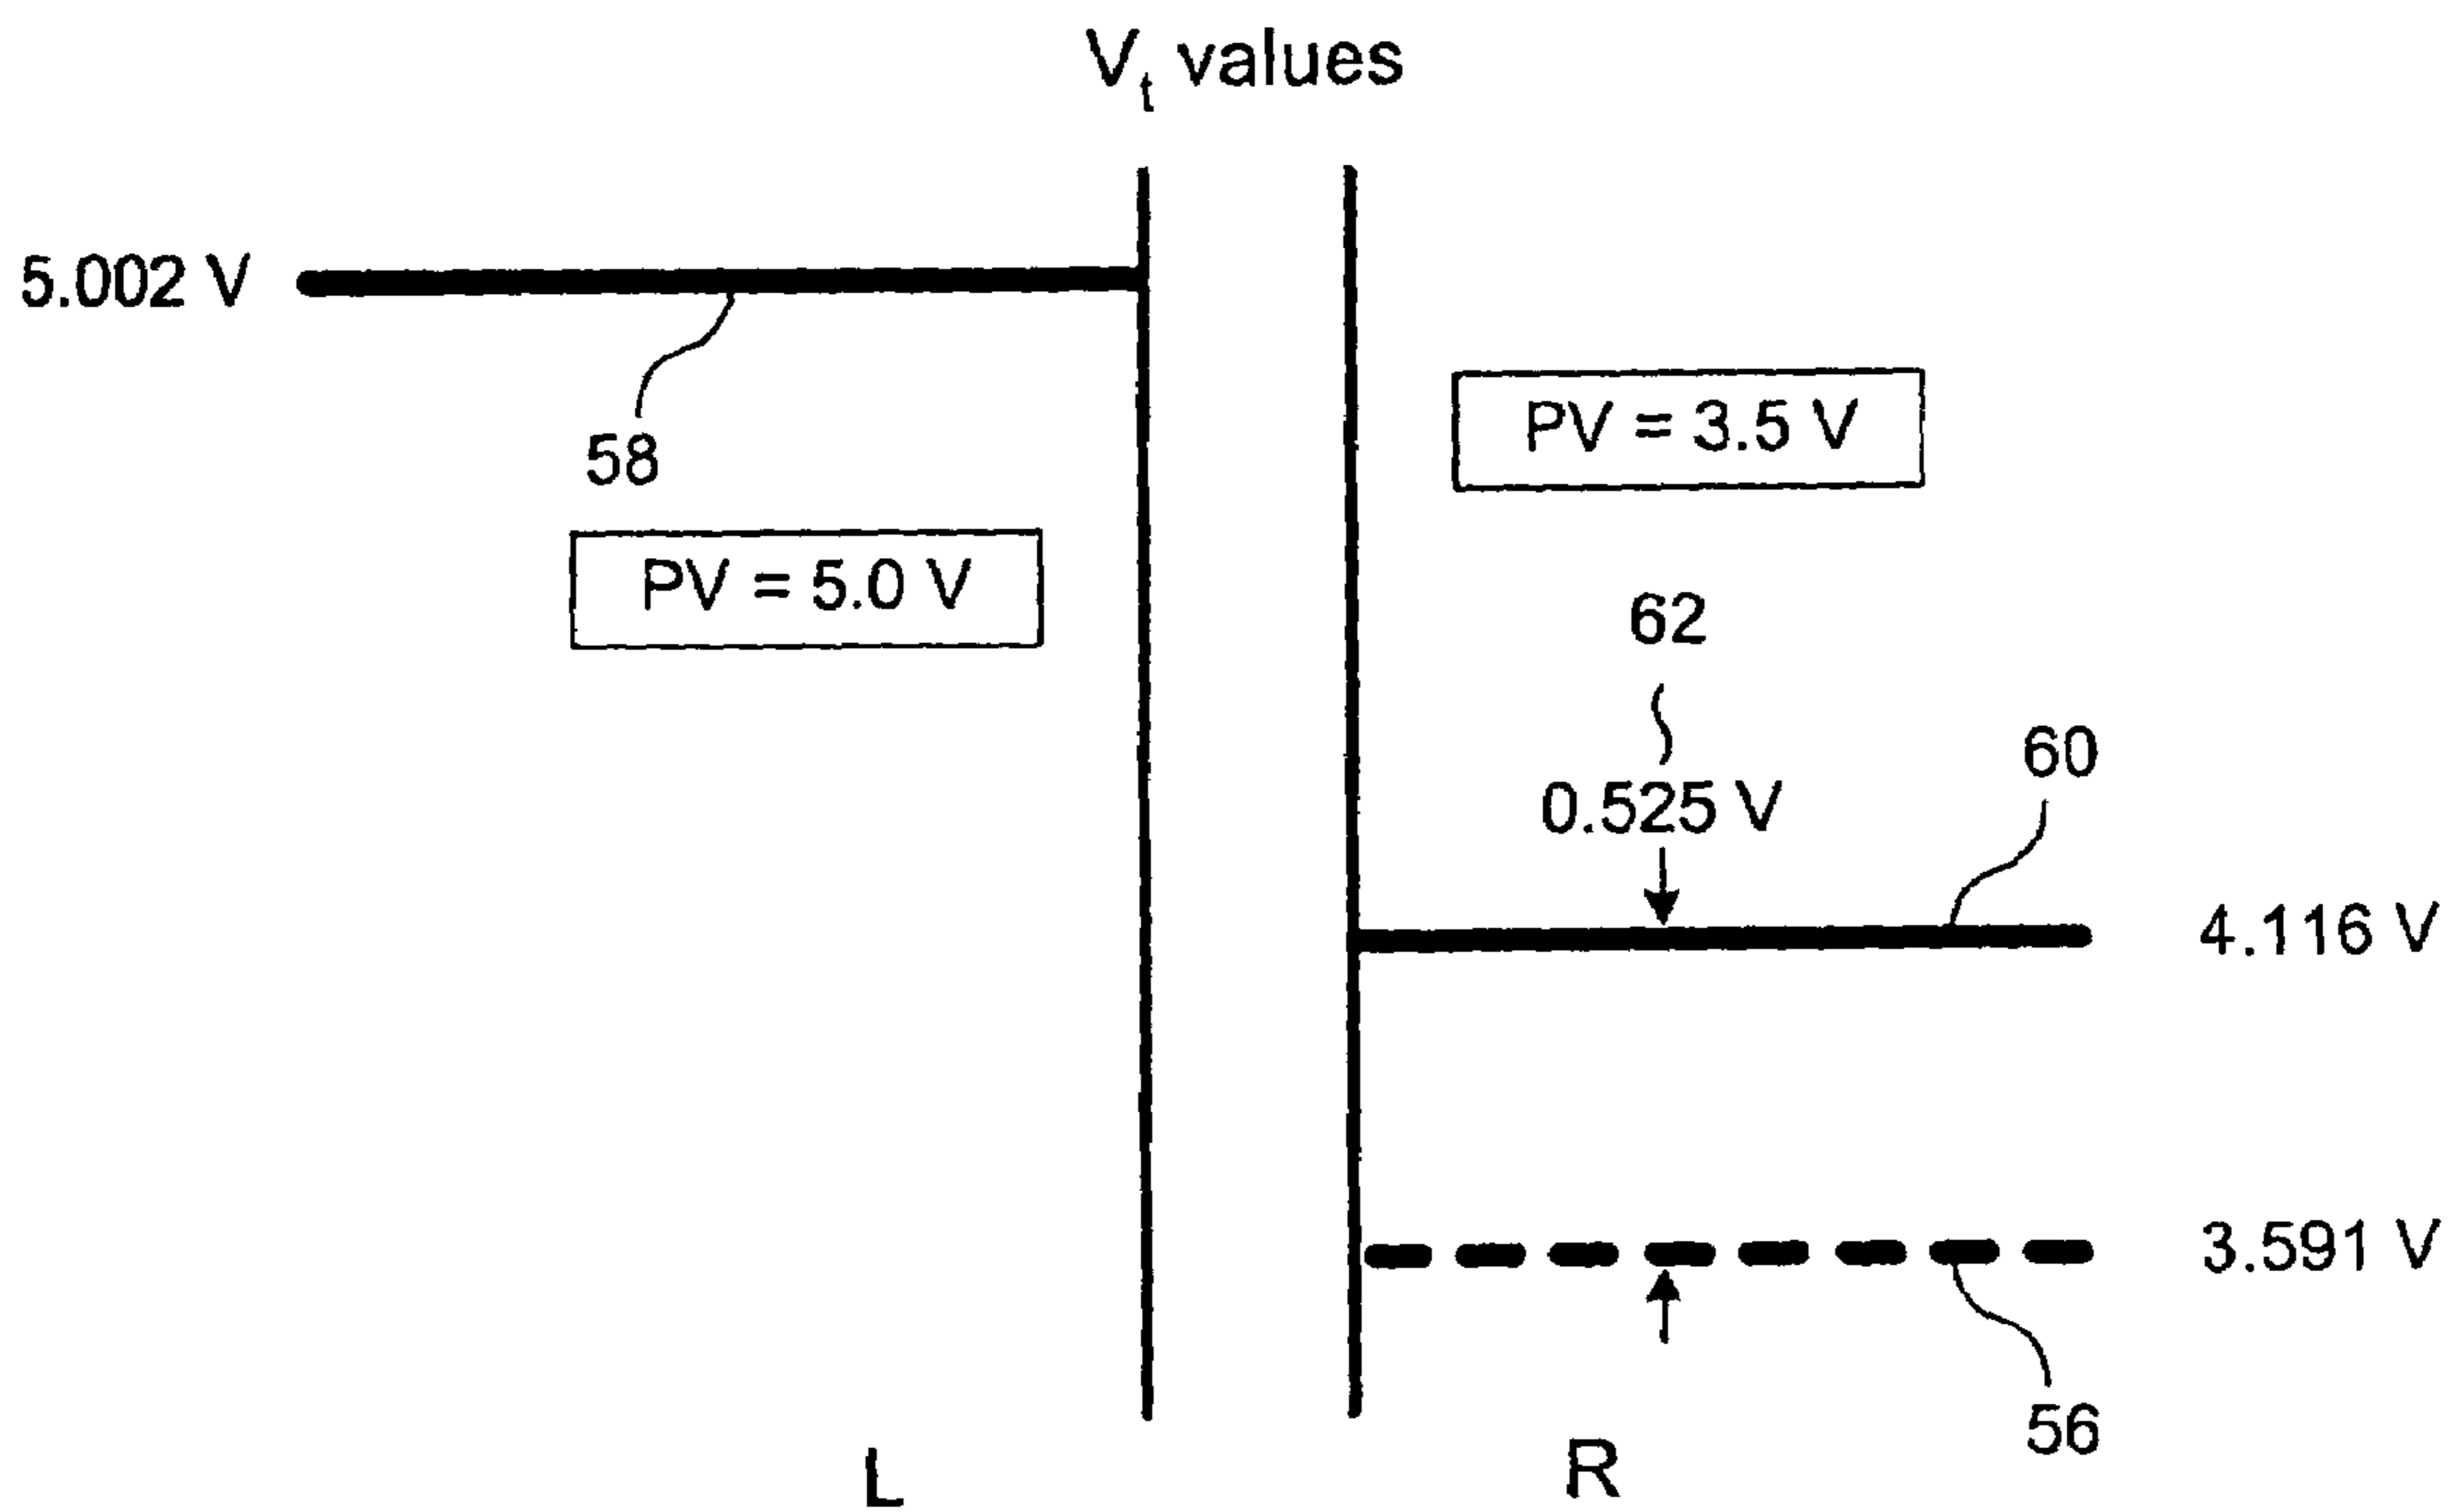 Vt values
5.002 V
58
PV = 3.5 V
PV = 5.0 V
62
60
0.525 V
4.116 V
3.591 V
56
L
R